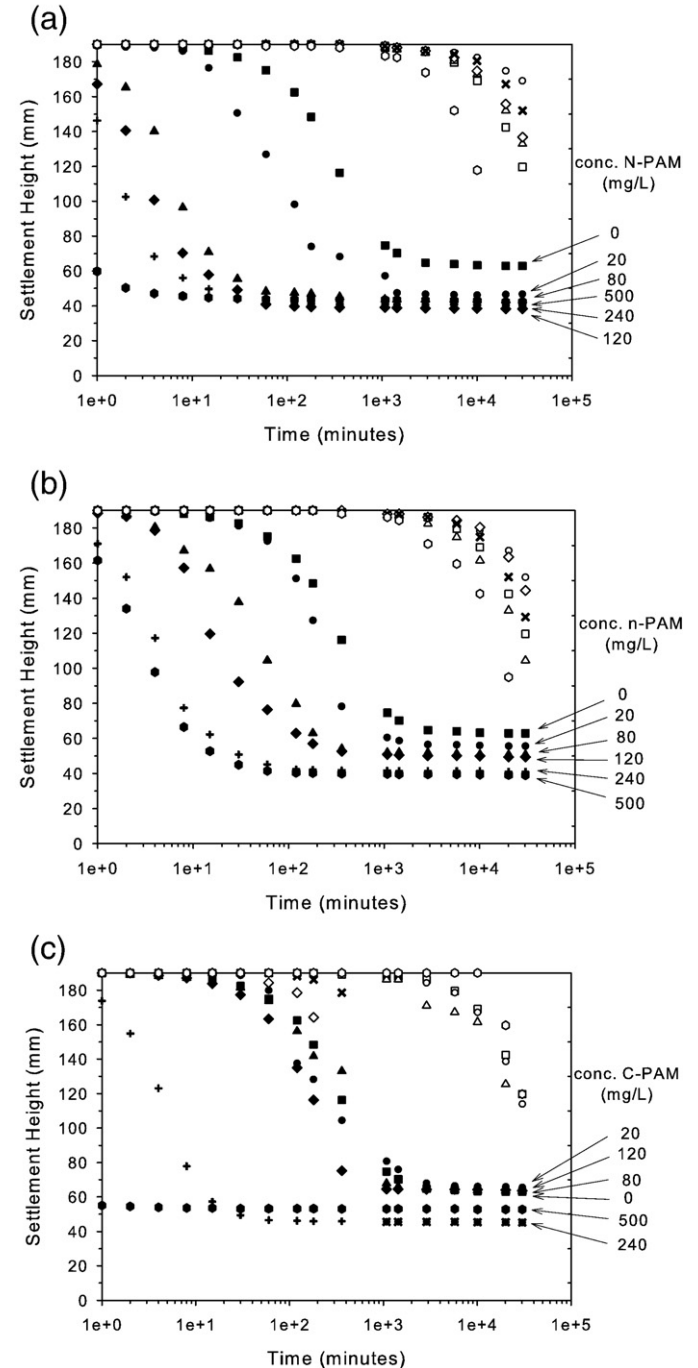 (a)
180
160
140
120
100
80
60
40
20
0
Settlement Height (mm)
1e+0 1e+1 1e+2 1e+3 1e+4 1e+5
Time (minutes)
conc. N-PAM
(mg/L)
0
20
80
500
240
120
(b)
180
160
140
120
100
80
60
40
20
0
Settlement Height (mm)
1e+0 1e+1 1e+2 1e+3 1e+4 1e+5
Time (minutes)
conc. n-PAM
(mg/L)
0
20
80
120
240
500
(c)
180
160
140
120
100
80
60
40
20
0
Settlement Height (mm)
1e+0 1e+1 1e+2 1e+3 1e+4 1e+5
Time (minutes)
conc. C-PAM
(mg/L)
20
120
80
0
500
240